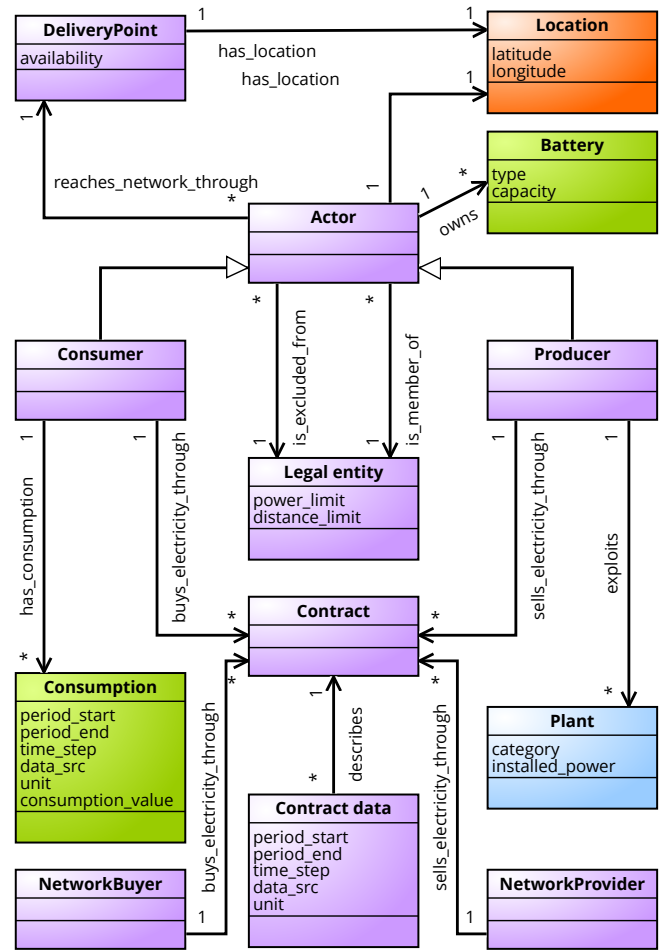 1
1
DeliveryPoint
availability
has_location
Location
latitude
longitude
has_location
1
1
Battery
type
capacity
reaches_network_through
*
1
1
*
owns
Actor
*
*
Consumer
is_excluded_from
is_member_of
Producer
1
1
1
1
1
1
Legal entity
power_limit
distance_limit
has_consumption
buys_electricity_through
sells_electricity_through
exploits
*
*
Contract
*
*
*
1
*
Consumption
period_start
period_end
time_step
data_src
unit
consumption_value
buys_electricity_through
describes
sells_electricity_through
*
Plant
category
installed_power
Contract data
period_start
period_end
time_step
data_src
unit
NetworkBuyer
1
1
NetworkProvider